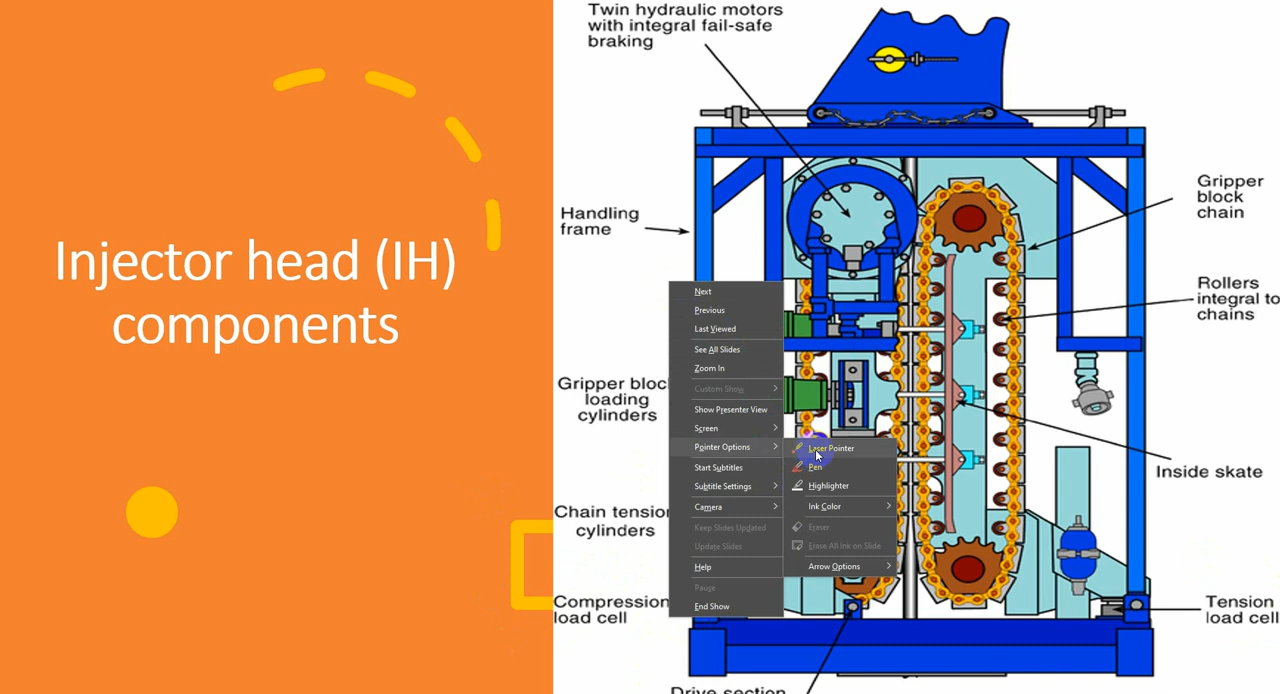 Injector head (IH)
components
Twin hydraulic motors
with integral fail-safe
braking
Handling
frame
Gripper
block
chain
Rollers
integral to
chains
Gripper
loading
cylinders
Chain
cylinders
Compression
load cell
Inside skate
Tension
load cell
Drive section
Next
Previous
Last Viewed
See All Slides
Zoom In
Custom Show
Show Presenter View
Screen
Pointer Options
Start Subtitles
Subtitle Settings
Camera
Keep Slides Updated
Update Slides
Help
Pause
End Show
Laser Pointer
Pen
Highlighter
Ink Color
Eraser
Erase All Ink on Slide
Arrow Options